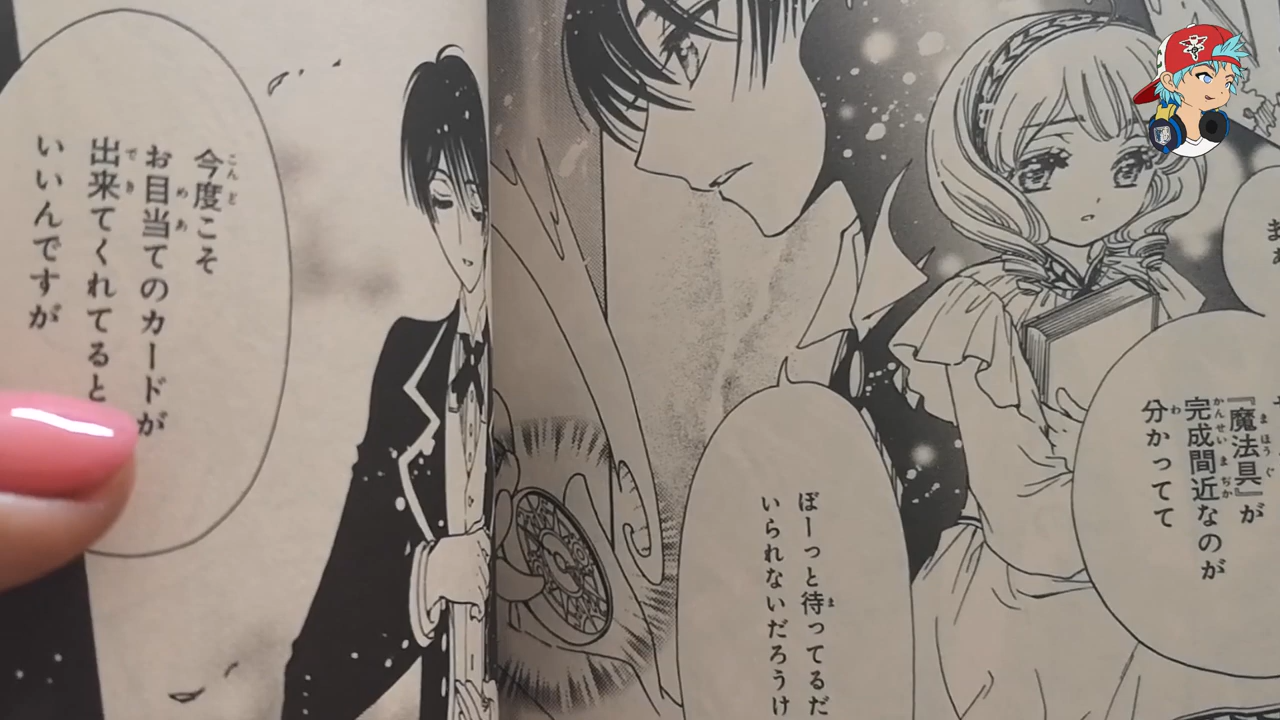 『魔法具』が
完成間近なのが
分かってて
ぼーっと待ってるだ
いられないだろうけ
今度こそ
お目当てのカードが
出来てくれてると
いいんですが